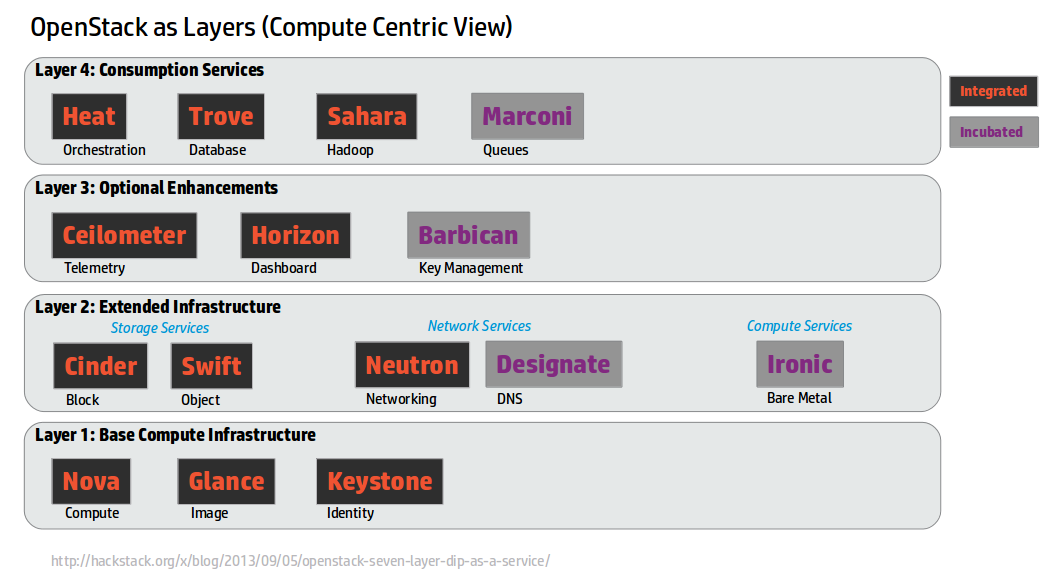 OpenStack as Layers (Compute Centric View)
Layer 4: Consumption Services
Heat Trove Sahara Marconi
Orchestration Database Hadoop Queues
Integrated
Incubated
Layer 3: Optional Enhancements
Ceilometer Horizon Barbican
Telemetry Dashboard Key Management
Layer 2: Extended Infrastructure
Storage Services Network Services Compute Services
Cinder Swift Neutron Designate Ironic
Block Object Networking DNS Bare Metal
Layer 1: Base Compute Infrastructure
Nova Glance Keystone
Compute Image Identity
http://hackstack.org/x/blog/2013/09/05/openstack-seven-layer-dip-as-a-service/